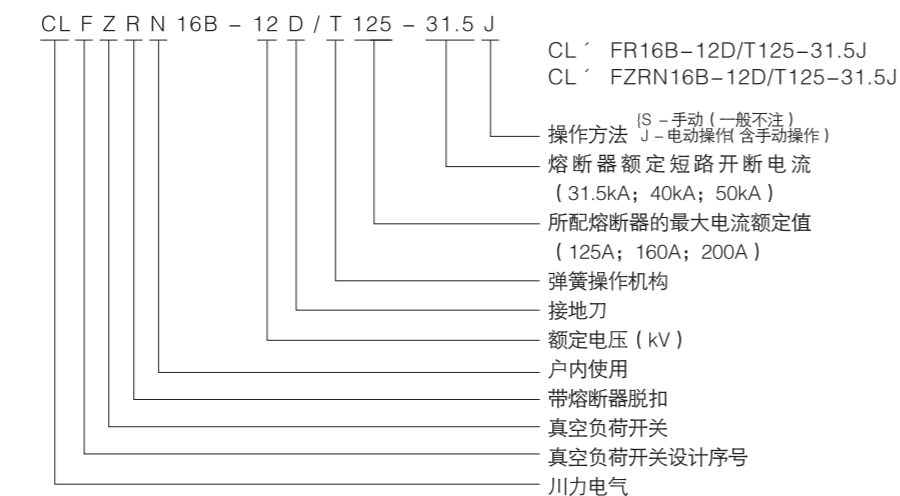 CL F Z R N 16B - 12 D / T 125 - 31.5 J
CL´ FR16B-12D/T125-31.5J
CL´ FZRN16B-12D/T125-31.5J
{S -手动(一般不注)
操作方法 J -电动操作(含手动操作)
熔断器额定短路开断电流
(31.5kA；40kA；50kA)
所配熔断器的最大电流额定值
(125A；160A；200A)
弹簧操作机构
接地刀
额定电压(kV)
户内使用
带熔断器脱扣
真空负荷开关
真空负荷开关设计序号
川力电气